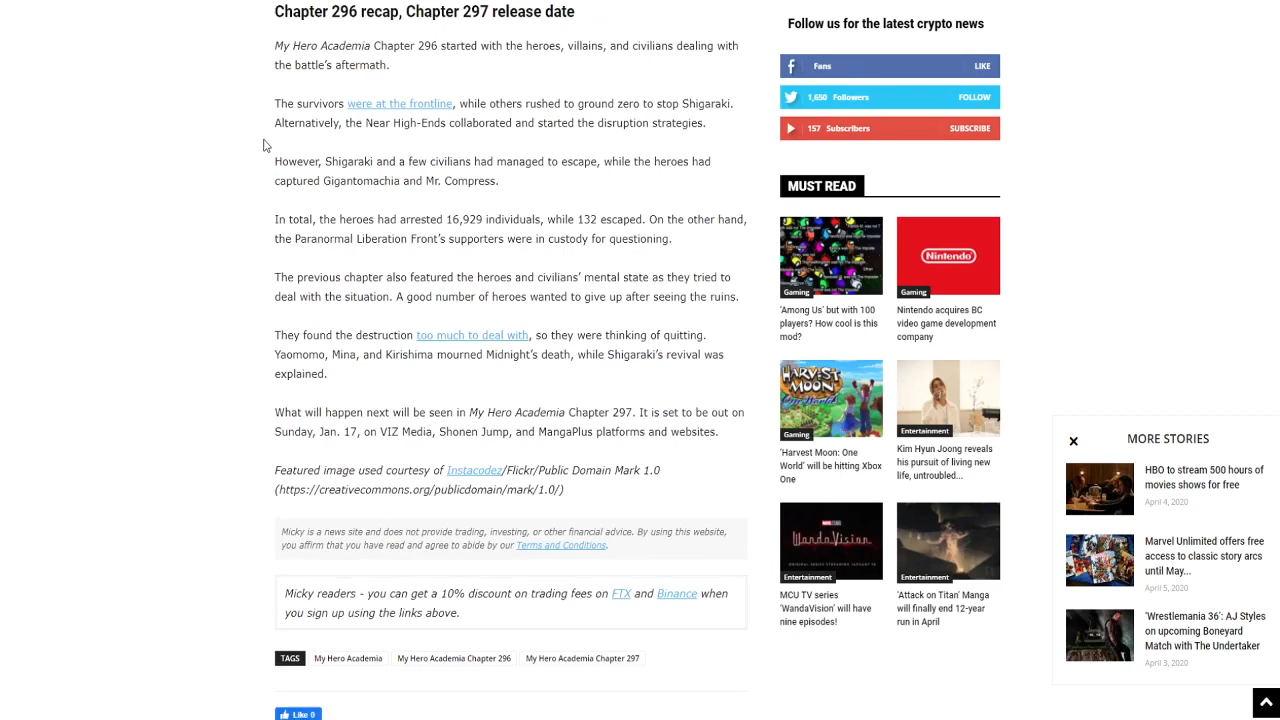 Chapter 296 recap, Chapter 297 release date
My Hero Academia Chapter 296 started with the heroes, villains, and civilians dealing with
the battle's aftermath.
The survivors were at the frontline, while others rushed to ground zero to stop Shigaraki.
Alternatively, the Near High-Ends collaborated and started the disruption strategies.
However, Shigaraki and a few civilians had managed to escape, while the heroes had
captured Gigantomachia and Mr. Compress.
In total, the heroes had arrested 16,929 individuals, while 132 escaped. On the other hand,
the Paranormal Liberation Front's supporters were in custody for questioning.
The previous chapter also featured the heroes and civilians' mental state as they tried to
deal with the situation. A good number of heroes wanted to give up after seeing the ruins.
They found the destruction too much to deal with, so they were thinking of quitting.
Yaomomo, Mina, and Kirishima mourned Midnight's death, while Shigaraki's revival was
explained.
What will happen next will be seen in My Hero Academia Chapter 297. It is set to be out on
Sunday, Jan. 17, on VIZ Media, Shonen Jump, and MangaPlus platforms and websites.
Featured image used courtesy of Instacodez/Flickr/Public Domain Mark 1.0
(https://creativecommons.org/publicdomain/mark/1.0/)
Micky is a news site and does not provide trading, investing, or other financial advice. By using this website,
you affirm that you have read and agree to abide by our Terms and Conditions.
Micky readers - you can get a 10% discount on trading fees on FTX and Binance when
you sign up using the links above.
TAGS My Hero Academia My Hero Academia Chapter 296 My Hero Academia Chapter 297
Like 0
Follow us for the latest crypto news
Fans LIKE
1,650 Followers FOLLOW
157 Subscribers SUBSCRIBE
MUST READ
Gaming
'Among Us' but with 100
players? How cool is this
mod?
Nintendo
Gaming
Nintendo acquires BC
video game development
company
HARVEST
MOON
One World
Gaming
'Harvest Moon: One
World' will be hitting Xbox
One
Entertainment
Kim Hyun Joong reveals
his pursuit of living new
life, untroubled...
WANDAVISION
Entertainment
MCU TV series
'WandaVision' will have
nine episodes!
Entertainment
'Attack on Titan' Manga
will finally end 12-year
run in April
MORE STORIES
HBO to stream 500 hours of
movies shows for free
April 4, 2020
Marvel Unlimited offers free
access to classic story arcs
until May...
April 5, 2020
'Wrestlemania 36': AJ Styles
on upcoming Boneyard
Match with The Undertaker
April 3, 2020